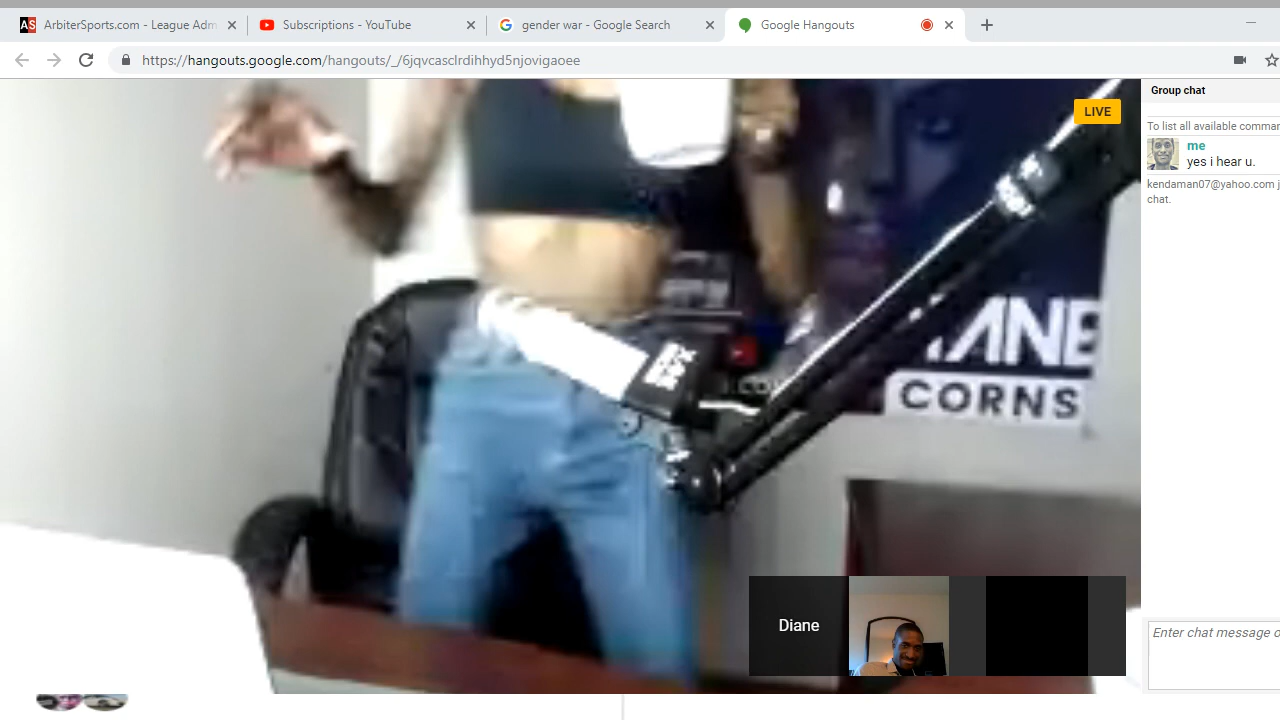 AS ArbiterSports.com - League Adm
Subscriptions - YouTube
gender war - Google Search
Google Hangouts
https://hangouts.google.com/hangouts/_/6jqvcasclrdihhyd5njovigaoee
LIVE
Group chat
To list all available comman
me
yes i hear u.
kendaman07@yahoo.com j
chat.
IANE
CORNS
Diane
Enter chat message o